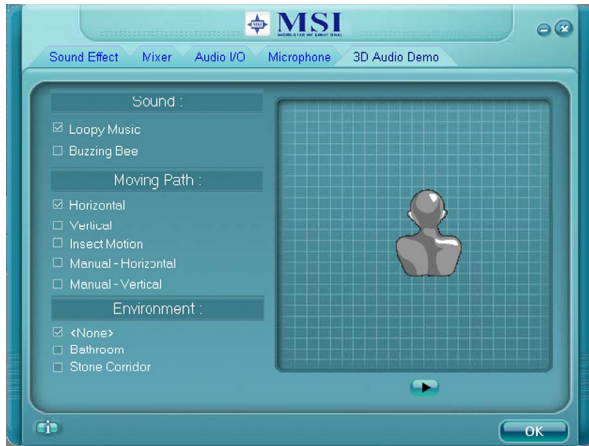 MSI
Sound Effect Mixer Audio I/O Microphone 3D Audio Demo
Sound :
Loopy Music
Buzzing Bee
Moving Path :
Horizontal
Vertical
Insect Motion
Manual - Horizontal
Manual - Vertical
Environment :
<None>
Bathroom
Stone Corridor
i
OK